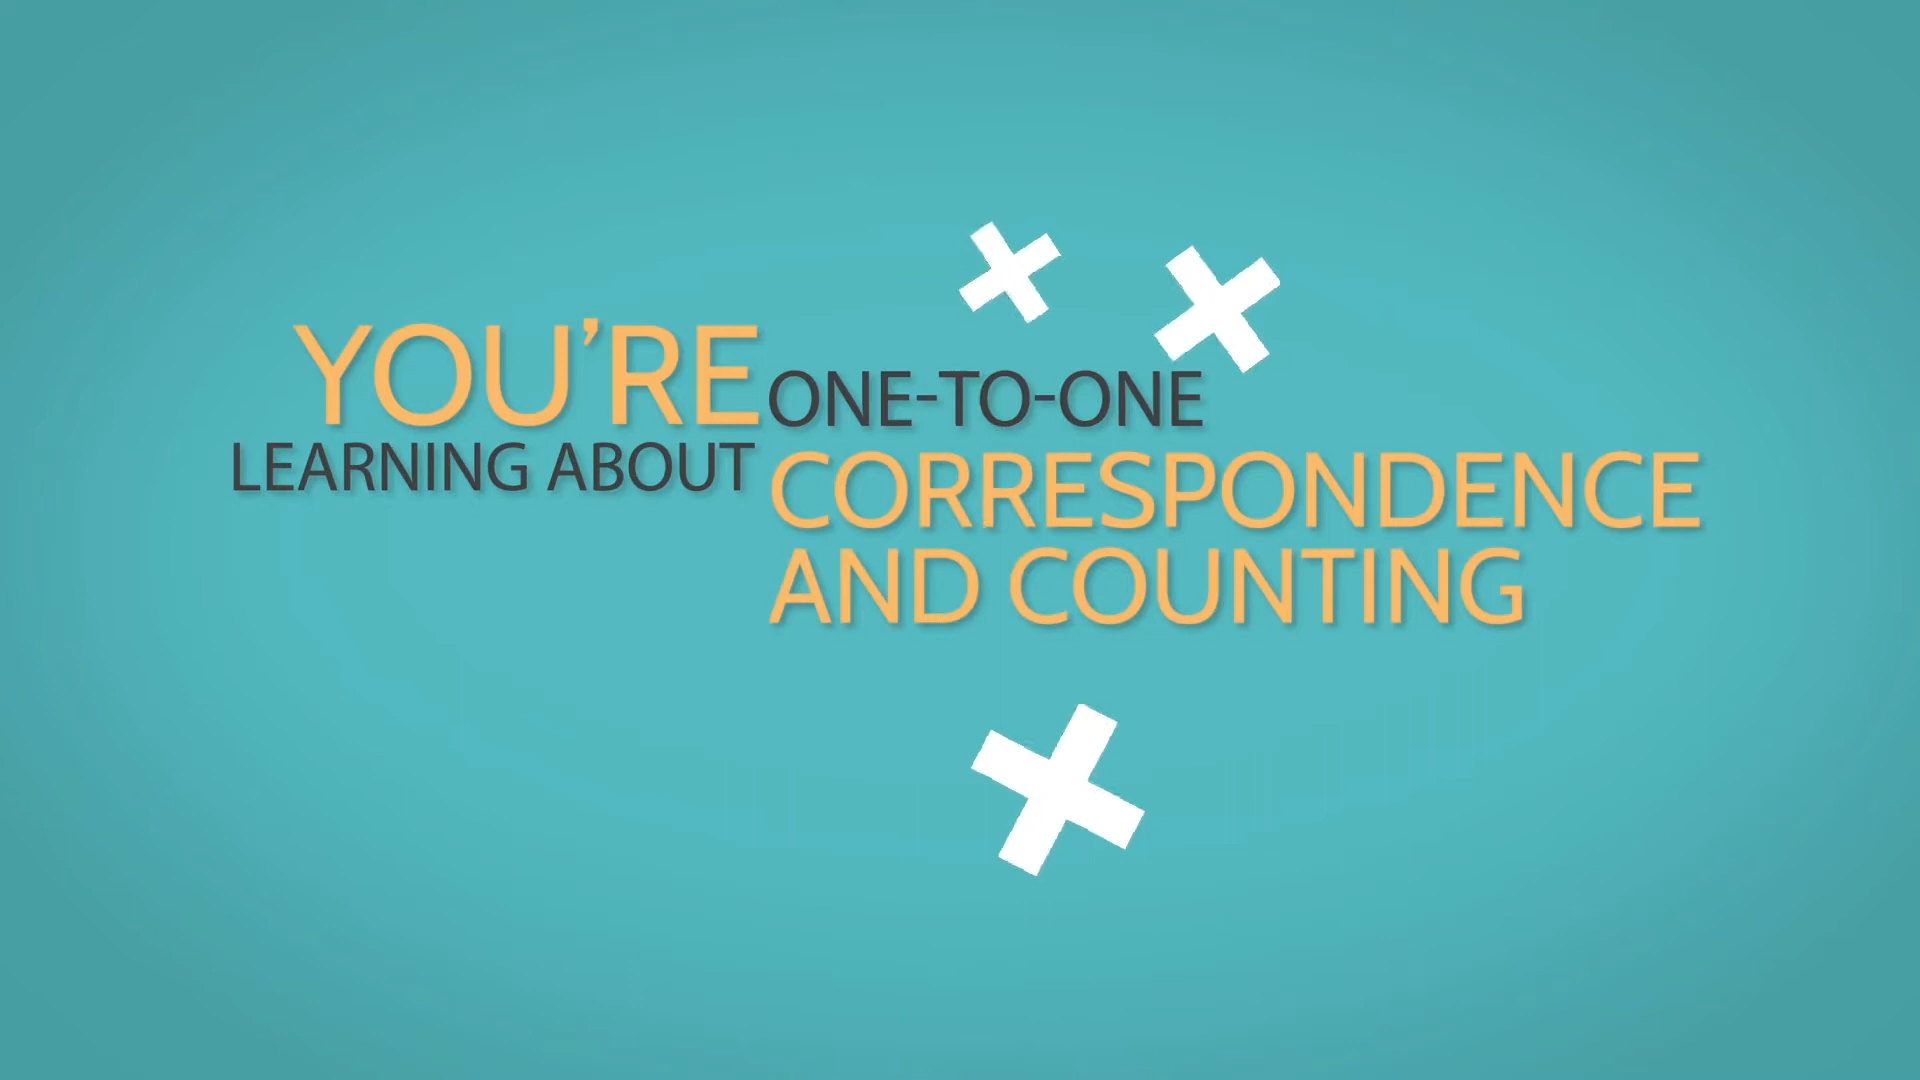 YOU'RE
LEARNING ABOUT
ONE-TO-ONE
CORRESPONDENCE
AND COUNTING